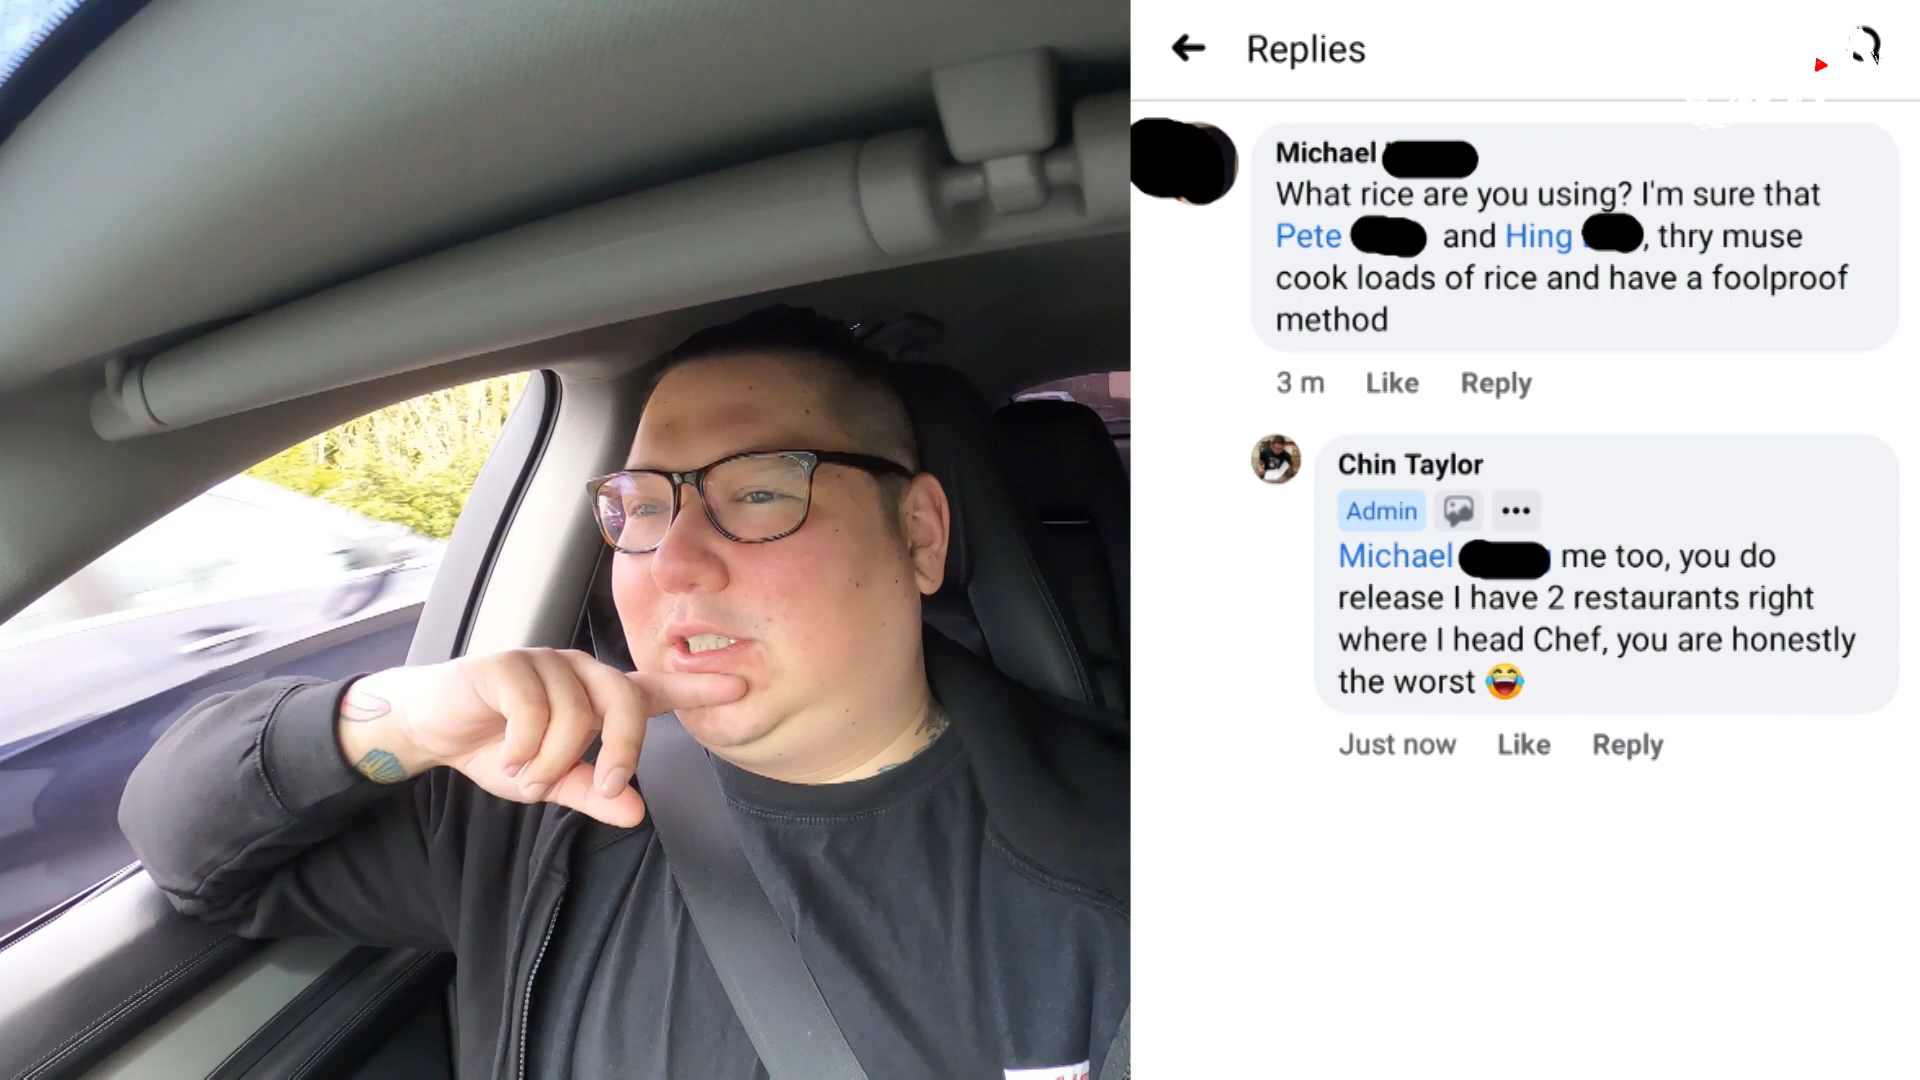 Replies
Michael
What rice are you using? I'm sure that
Pete and Hing , thry muse
cook loads of rice and have a foolproof
method
3 m Like Reply
Chin Taylor
Admin
Michael me too, you do
release I have 2 restaurants right
where I head Chef, you are honestly
the worst 😂
Just now Like Reply